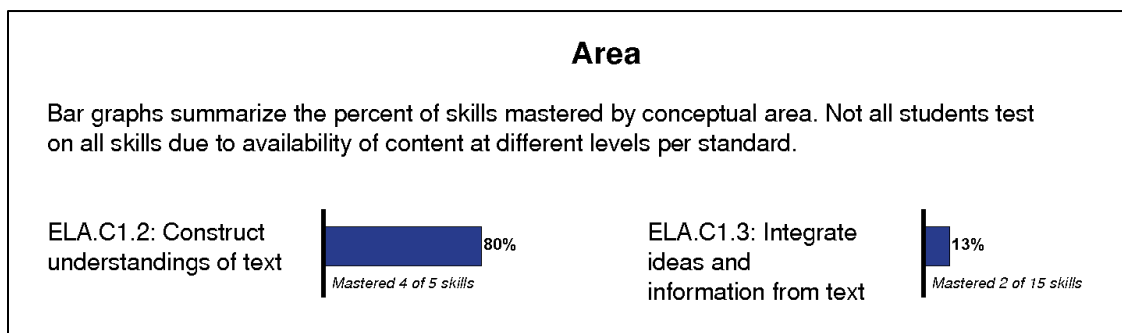 Area
Bar graphs summarize the percent of skills mastered by conceptual area. Not all students test
on all skills due to availability of content at different levels per standard.
ELA.C1.2: Construct
understandings of text
80%
Mastered 4 of 5 skills
ELA.C1.3: Integrate
ideas and
information from text
13%
Mastered 2 of 15 skills